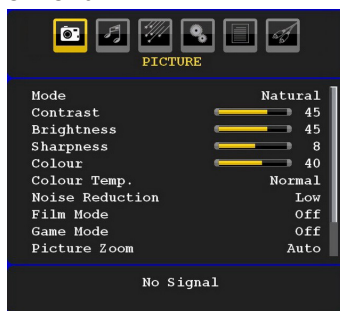 PICTURE
Mode Natural
Contrast 45
Brightness 45
Sharpness 8
Colour 40
Colour Temp. Normal
Noise Reduction Low
Film Mode Off
Game Mode Off
Picture Zoom Auto
No Signal